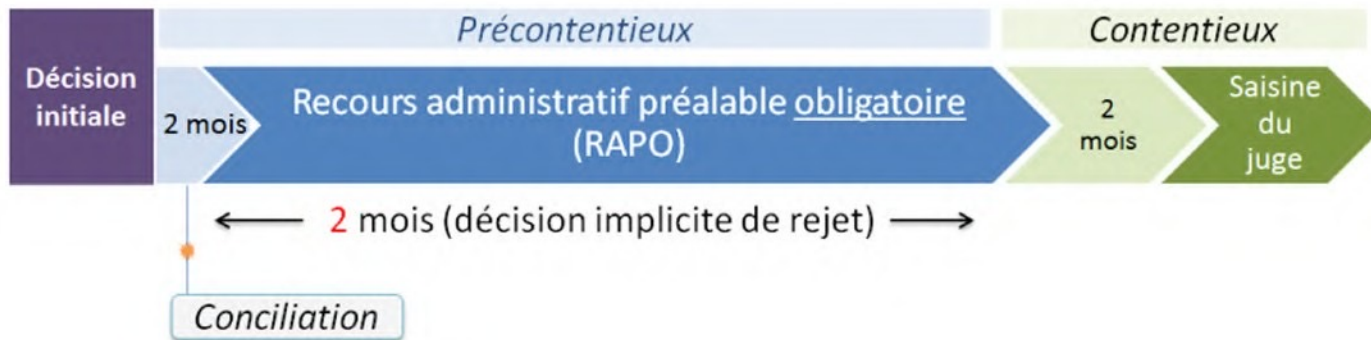 Précontentieux
Contentieux
Décision
initiale
2 mois
Recours administratif préalable obligatoire
(RAPO)
2
mois
Saisine
du
juge
2 mois (décision implicite de rejet)
Conciliation